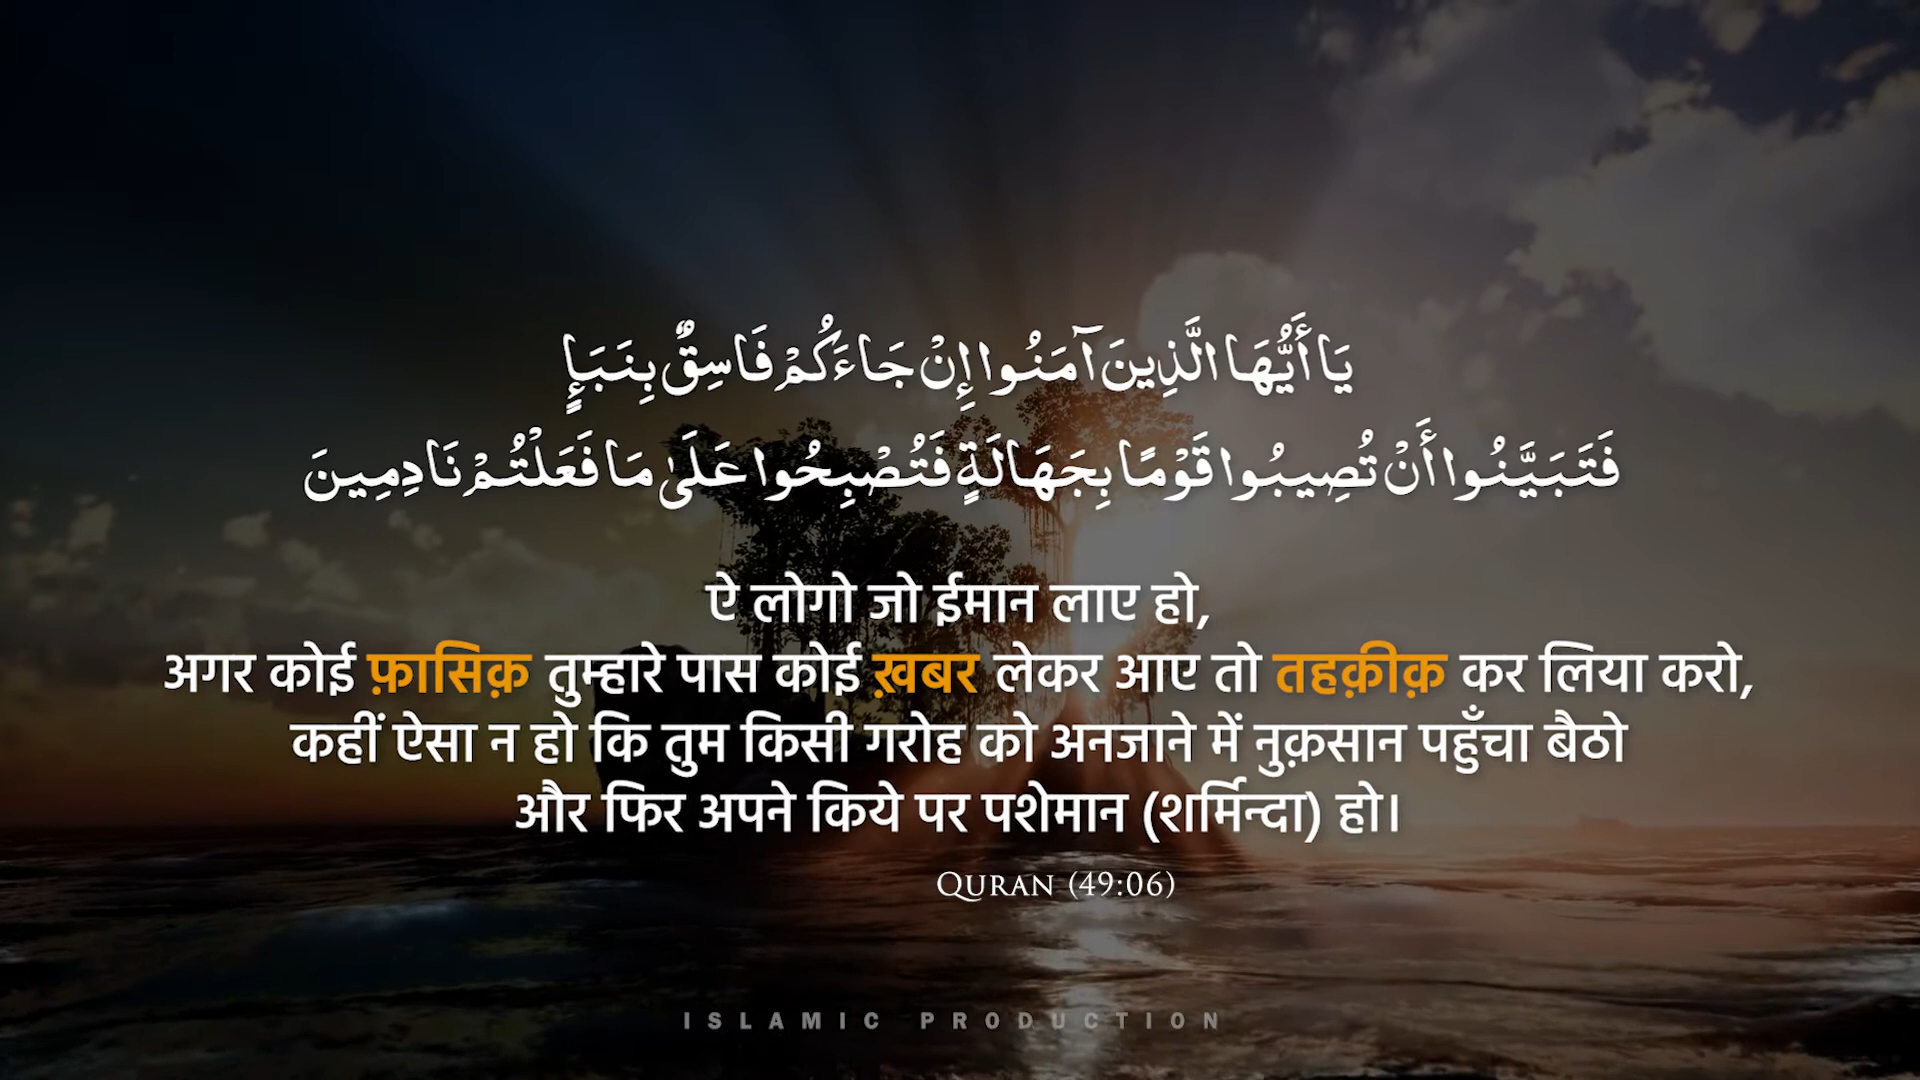 يَا أَيُّهَا الَّذِينَ آمَنُوا إِنْ جَاءَكُمْ فَاسِقٌ بِنَبَإٍ
فَتَبَيَّنُوا أَنْ تُصِيبُوا قَوْمًا بِجَهَالَةٍ فَتُصْبِحُوا عَلَىٰ مَا فَعَلْتُمْ نَادِمِينَ
ऐ लोगो जो ईमान लाए हो,
अगर कोई फ़ासिक़ तुम्हारे पास कोई ख़बर लेकर आए तो तहक़ीक़ कर लिया करो,
कहीं ऐसा न हो कि तुम किसी गरोह को अनजाने में नुक़सान पहुँचा बैठो
और फिर अपने किये पर पशेमान (शर्मिन्दा) हो।
QURAN (49:06)
ISLAMIC PRODUCTION